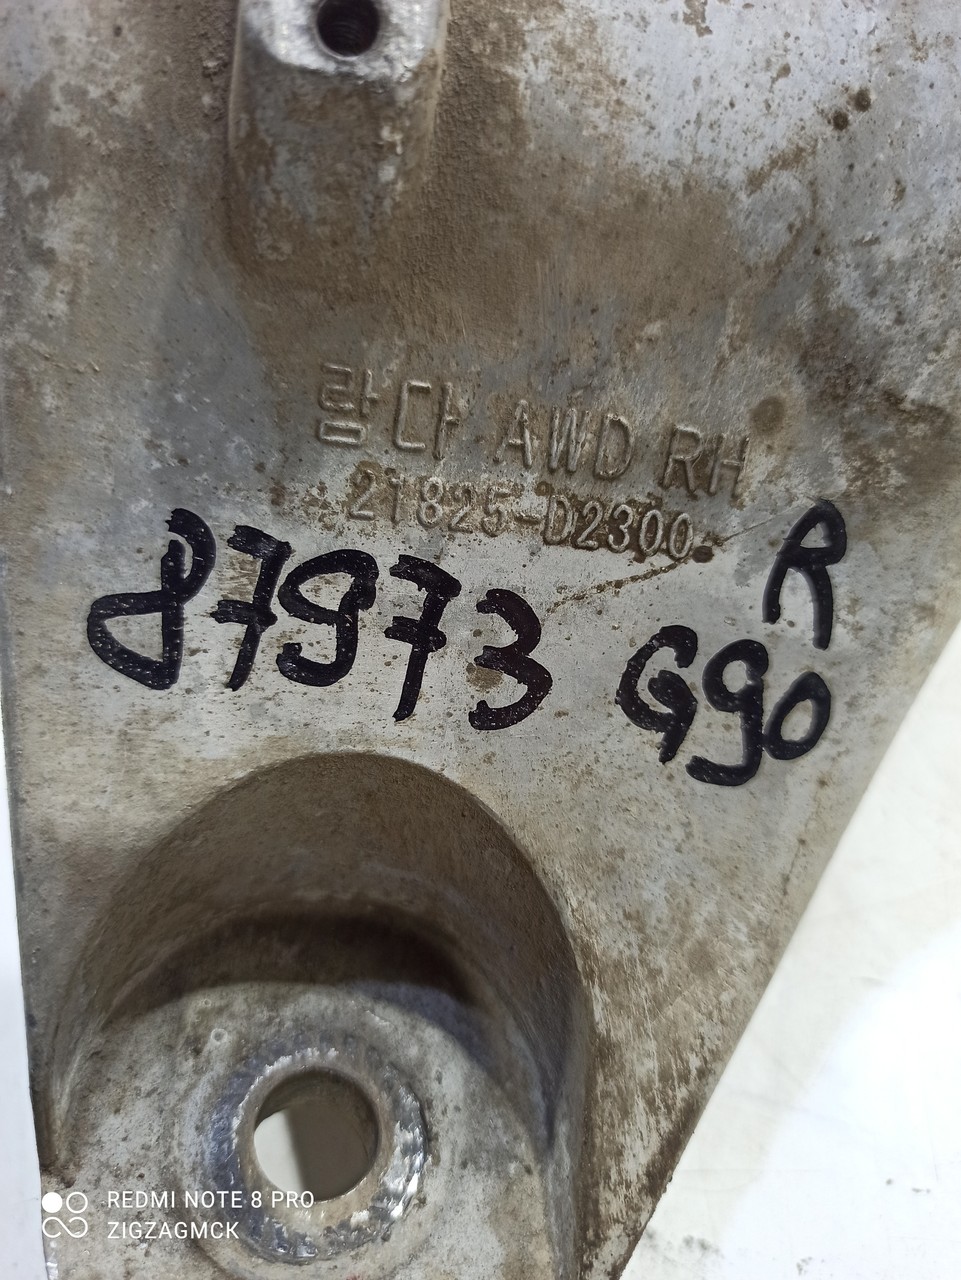 람다 AWD RH
21825-D2300
87973 G90 R
REDMI NOTE 8 PRO
ZIGZAGMCK